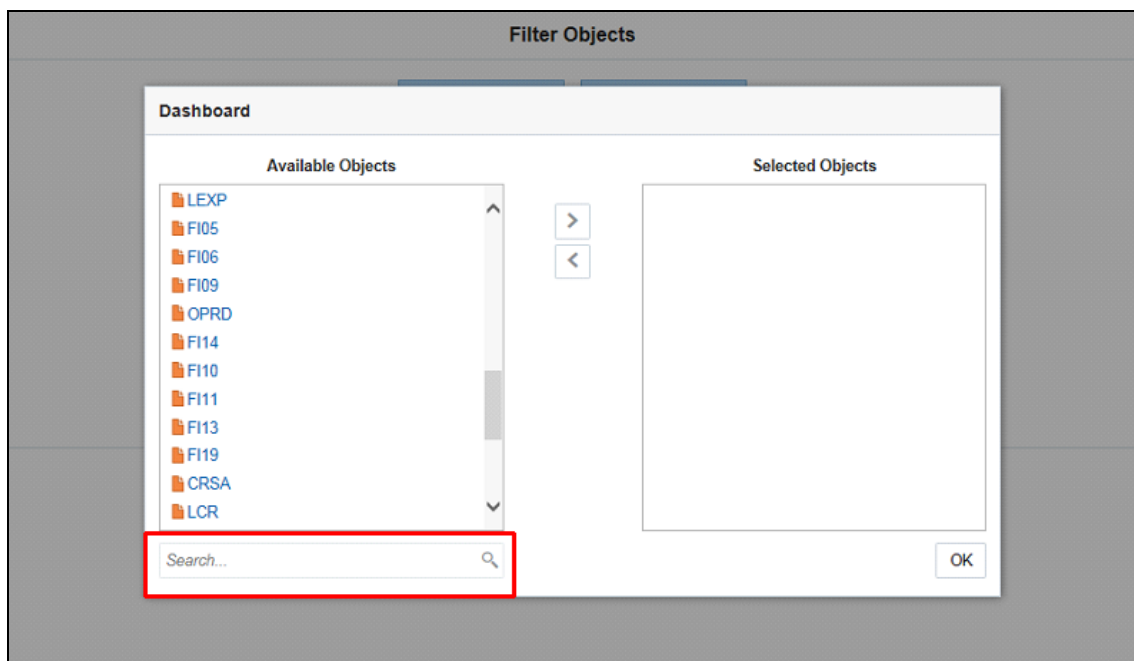 Filter Objects
Dashboard
Available Objects
Selected Objects
LEXP
FI05
FI06
FI09
OPRD
FI14
FI10
FI11
FI13
FI19
CRSA
LCR
>
<
Search...
OK